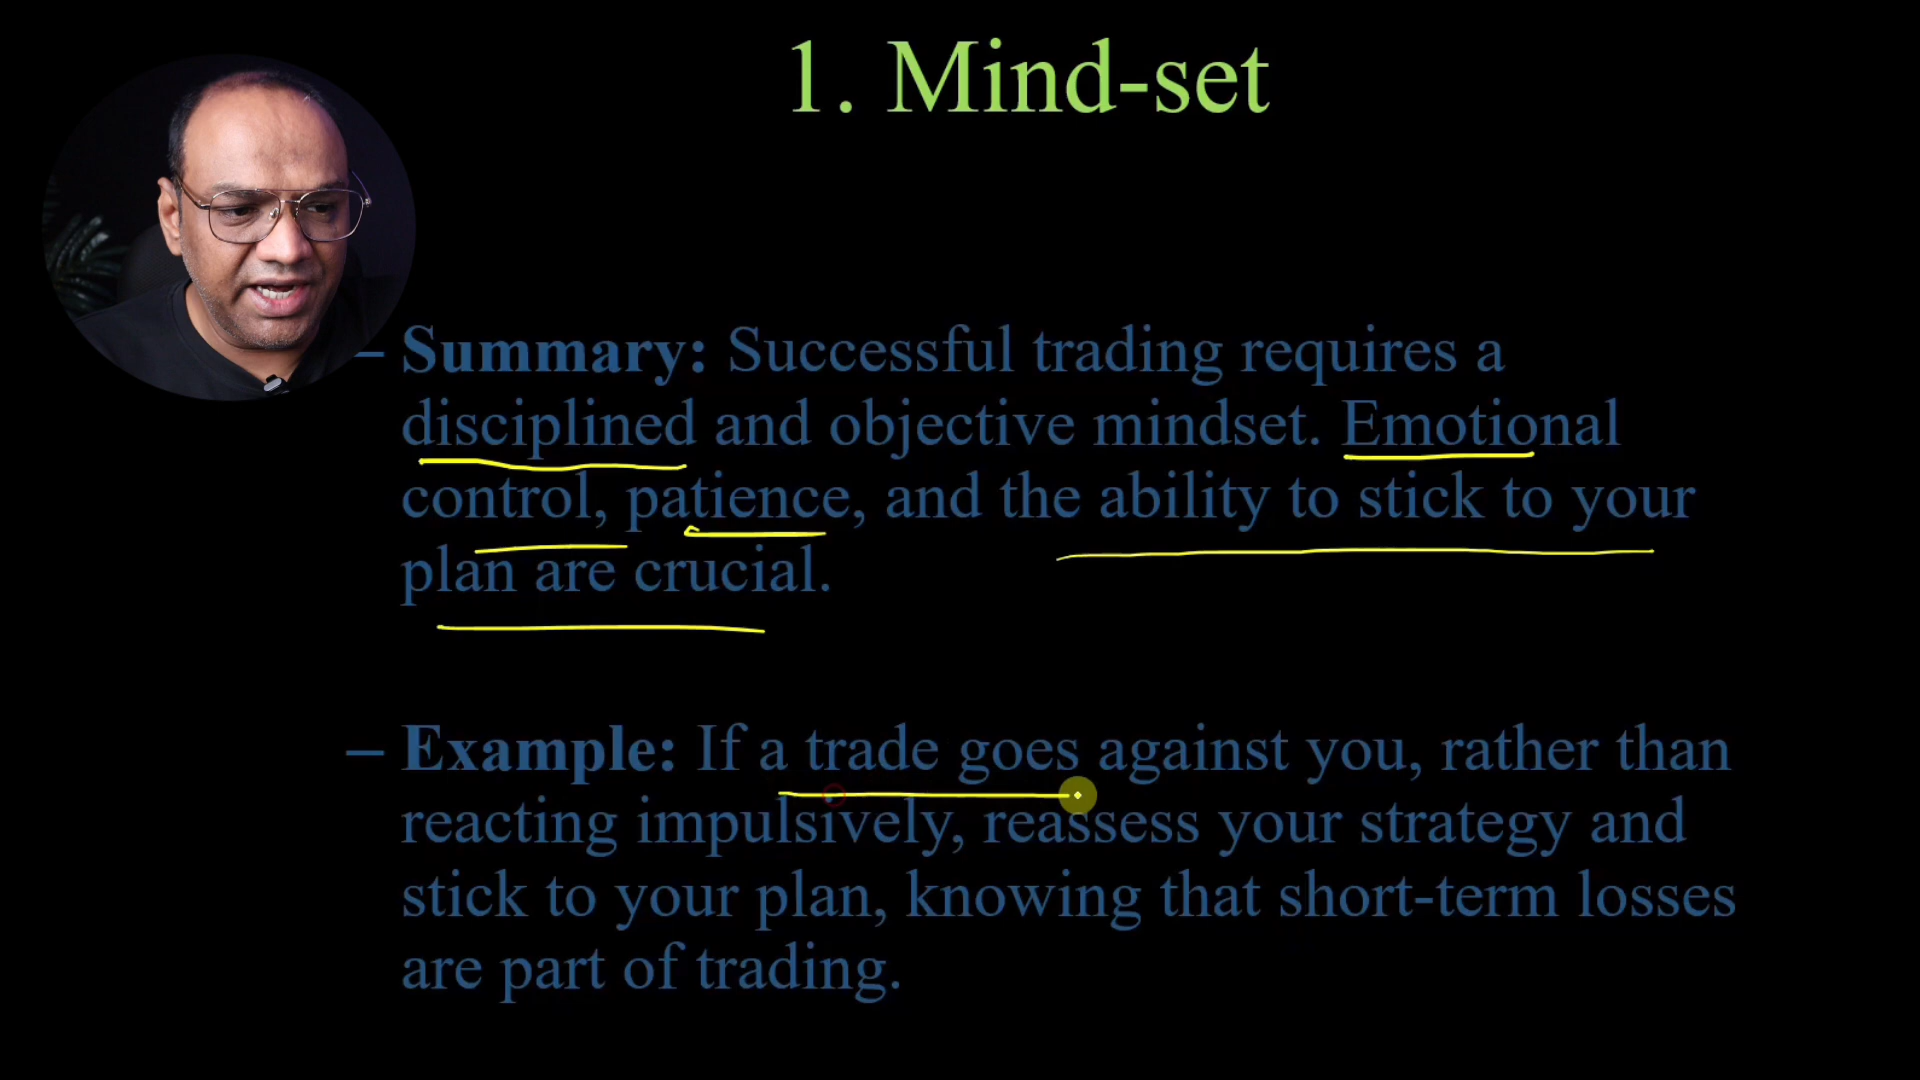 1. Mind-set
– Summary: Successful trading requires a
disciplined and objective mindset. Emotional
control, patience, and the ability to stick to your
plan are crucial.
– Example: If a trade goes against you, rather than
reacting impulsively, reassess your strategy and
stick to your plan, knowing that short-term losses
are part of trading.